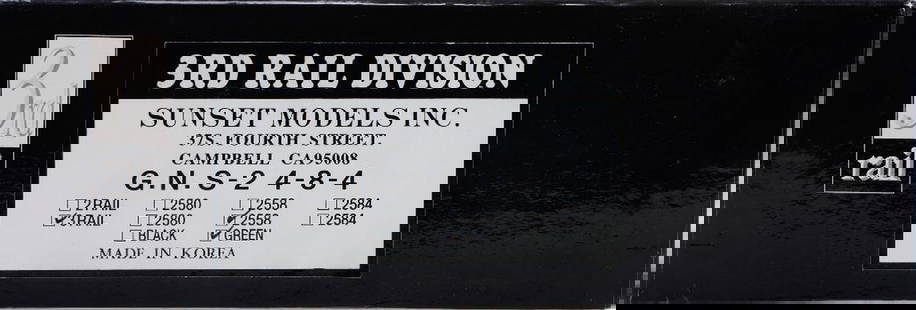 3rd
rail
3RD RAIL DIVISION
SUNSET MODELS INC.
37S. FOURTH STREET.
CAMPBELL CA95008
G.N. S-2 4-8-4
☐2RAIL ☐2580 ☐2558 ☐2584
☑3RAIL ☐2580 ☑2558 ☐2584
☐BLACK ☑GREEN
MADE IN KOREA